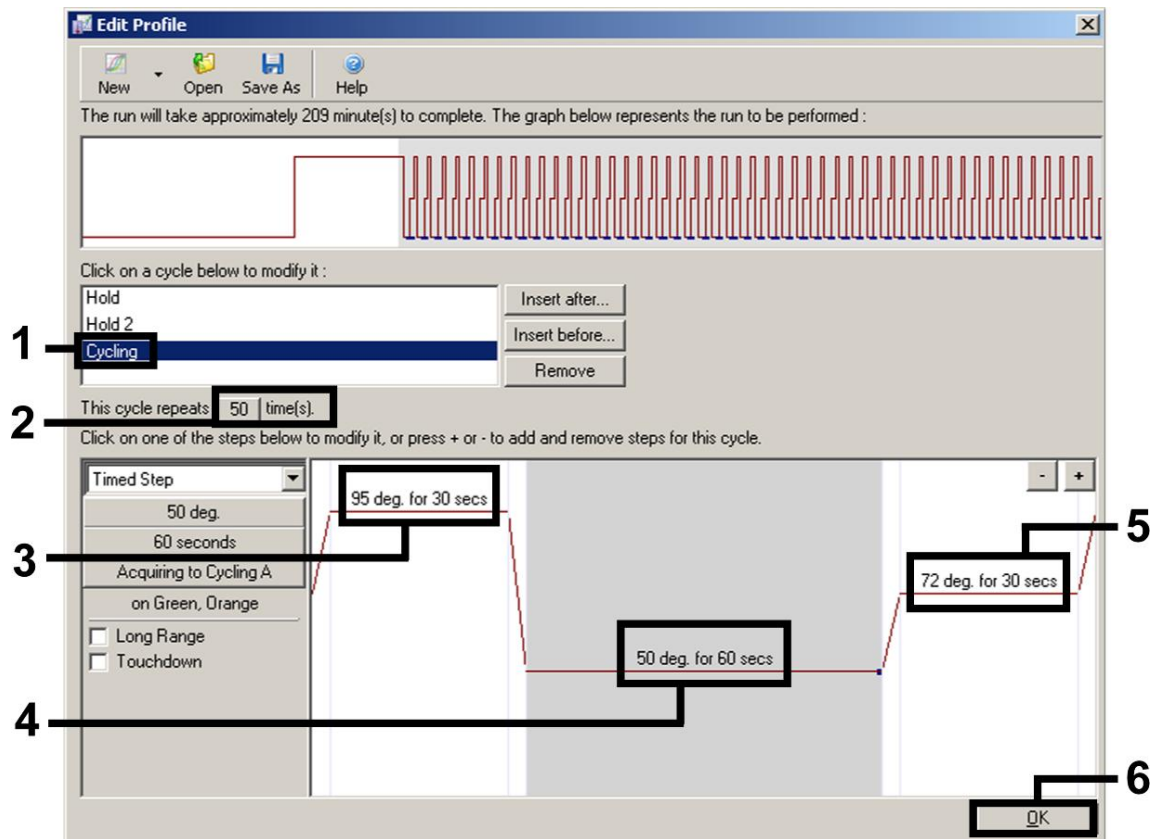 Edit Profile
New Open Save As Help
The run will take approximately 209 minute(s) to complete. The graph below represents the run to be performed :
Click on a cycle below to modify it :
Hold
Hold 2
Cycling
Insert after...
Insert before...
Remove
1
This cycle repeats 50 time(s).
2
Click on one of the steps below to modify it, or press + or - to add and remove steps for this cycle.
Timed Step
50 deg.
60 seconds
Acquiring to Cycling A
on Green, Orange
Long Range
Touchdown
95 deg. for 30 secs
3
50 deg. for 60 secs
4
- +
72 deg. for 30 secs
5
OK
6